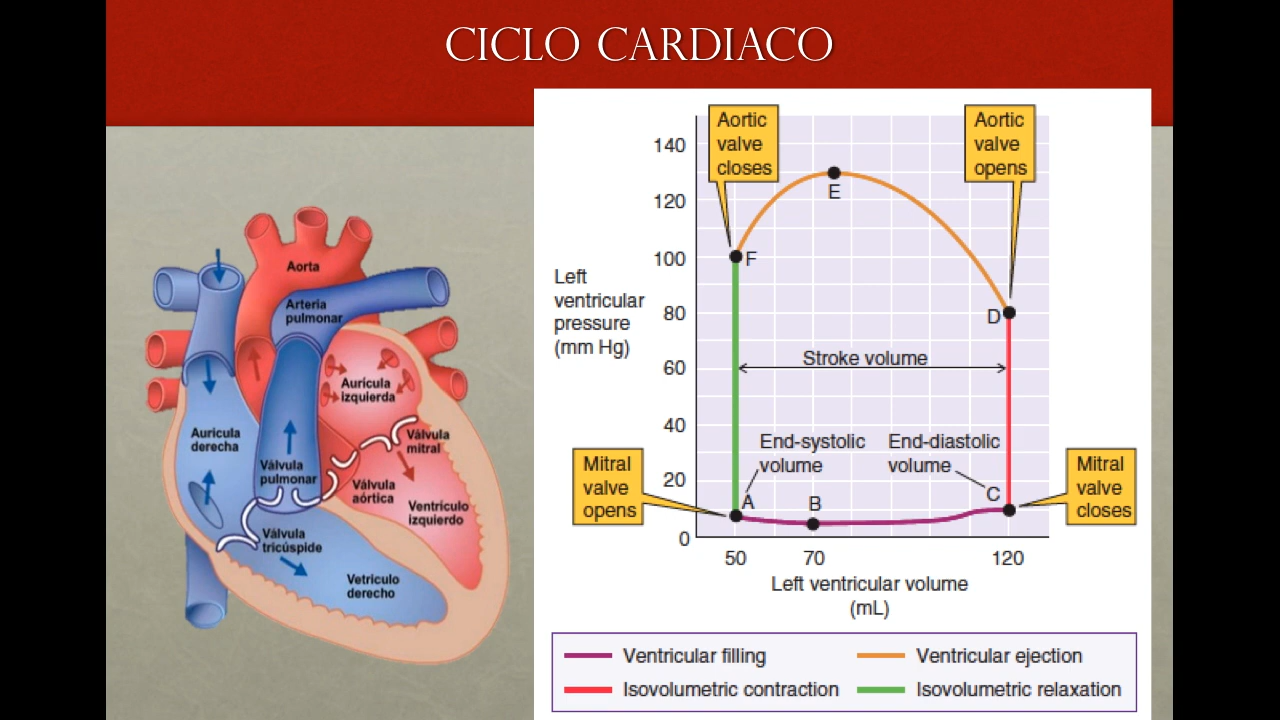 CICLO CARDIACO
Aorta
Arteria
pulmonar
Aurícula
izquierda
Aurícula
derecha
Válvula
mitral
Válvula
pulmonar
Válvula
aórtica
Ventrículo
izquierdo
Válvula
tricúspide
Vetrículo
derecho
Aortic
valve
closes
Aortic
valve
opens
140
120
100
80
60
40
20
0
E
F
D
Left
ventricular
pressure
(mm Hg)
Stroke volume
End-systolic
volume
End-diastolic
volume
Mitral
valve
opens
Mitral
valve
closes
A
B
C
50 70 120
Left ventricular volume
(mL)
Ventricular filling
Ventricular ejection
Isovolumetric contraction
Isovolumetric relaxation